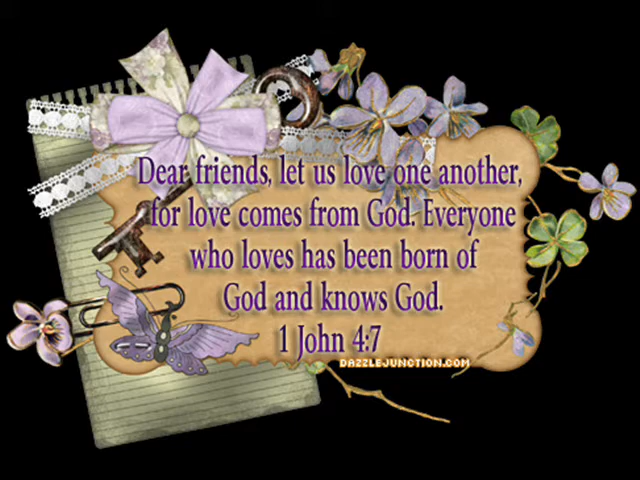 Dear friends, let us love one another,
for love comes from God. Everyone
who loves has been born of
God and knows God.
1 John 4:7
DAZZLEJUNCTION.COM